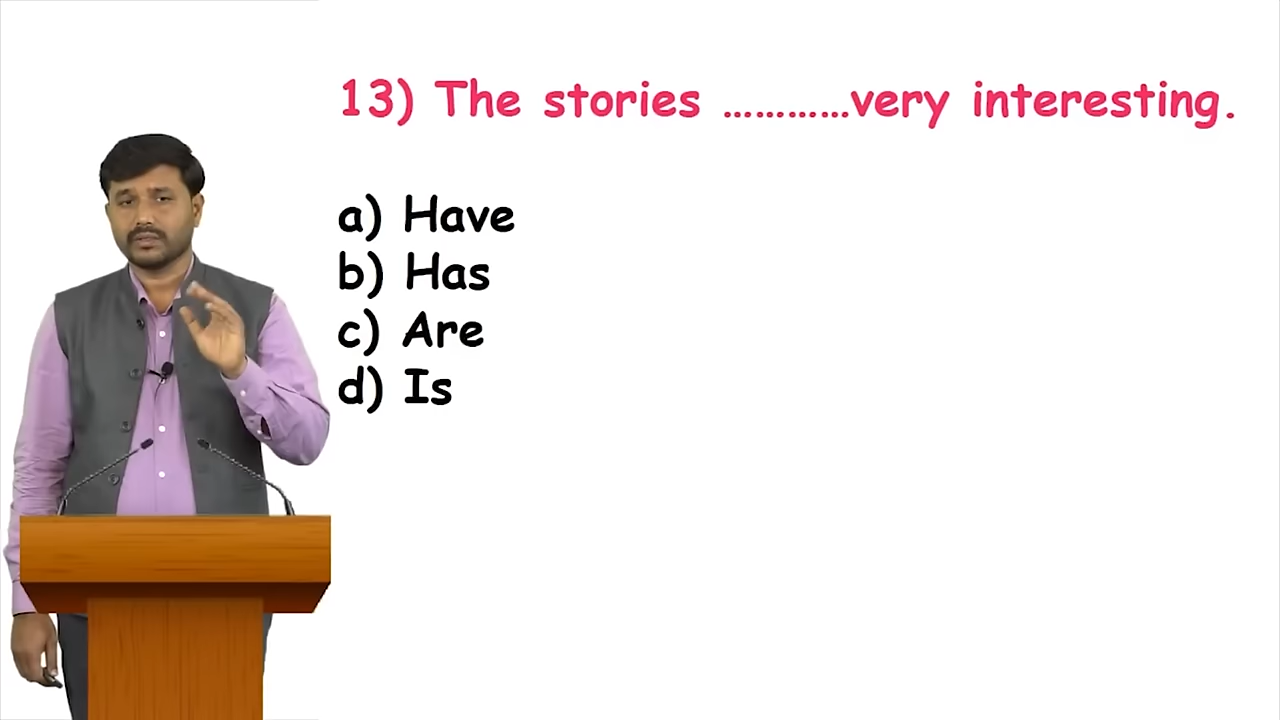 13) The stories …………very interesting.
a) Have
b) Has
c) Are
d) Is